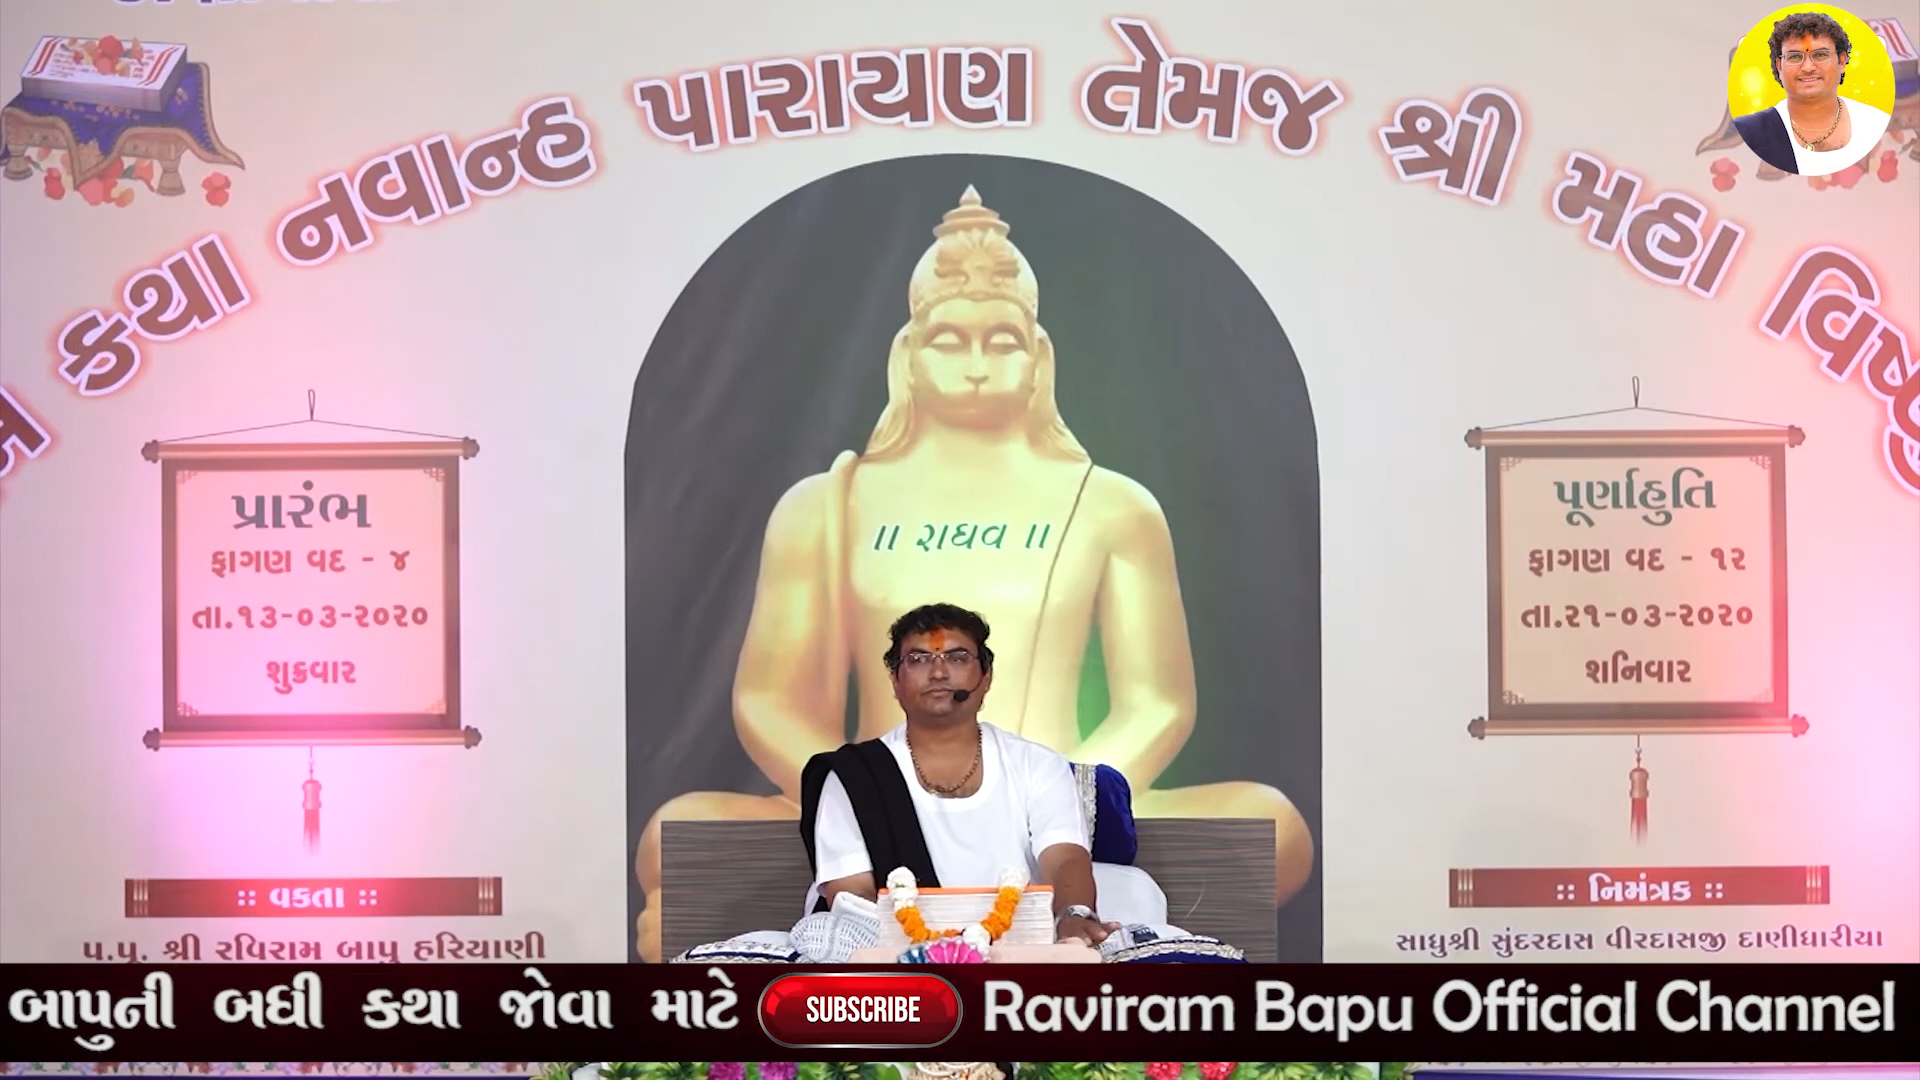 કથા નવાન્હ પારાયણ તેમજ શ્રી મહા
॥ રાઘવ ॥
પ્રારંભ
ફાગણ વદ - ૪
તા.૧૩-૦૩-૨૦૨૦
શુક્રવાર
પૂર્ણાહુતિ
ફાગણ વદ - ૧૨
તા.૨૧-૦૩-૨૦૨૦
શનિવાર
:: વકતા ::
પ.પૂ. શ્રી રવિરામ બાપુ હરિયાણી
:: નિમંત્રક ::
સાધુશ્રી સુંદરદાસ વીરદાસજી દાણીધારીયા
બાપુની બધી કથા જોવા માટે SUBSCRIBE Raviram Bapu Official Channel